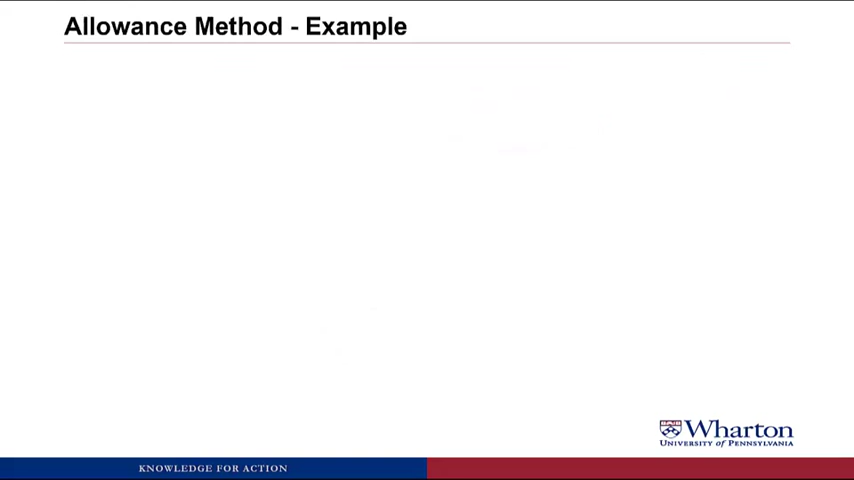 Allowance Method - Example
Wharton
UNIVERSITY of PENNSYLVANIA
KNOWLEDGE FOR ACTION